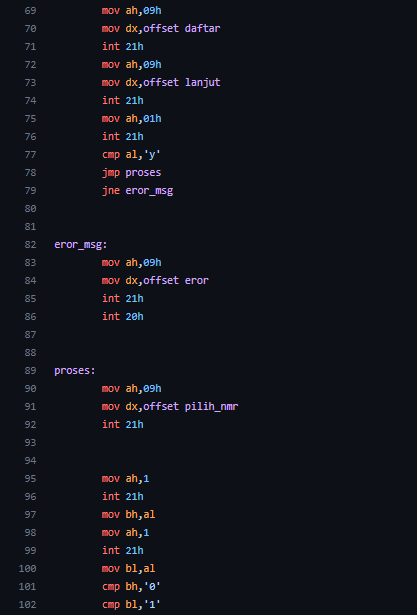 69 mov ah,09h
70 mov dx,offset daftar
71 int 21h
72 mov ah,09h
73 mov dx,offset lanjut
74 int 21h
75 mov ah,01h
76 int 21h
77 cmp al,'y'
78 jmp proses
79 jne eror_msg
80
81
82 eror_msg:
83 mov ah,09h
84 mov dx,offset eror
85 int 21h
86 int 20h
87
88
89 proses:
90 mov ah,09h
91 mov dx,offset pilih_nmr
92 int 21h
93
94
95 mov ah,1
96 int 21h
97 mov bh,al
98 mov ah,1
99 int 21h
100 mov bl,al
101 cmp bh,'0'
102 cmp bl,'1'